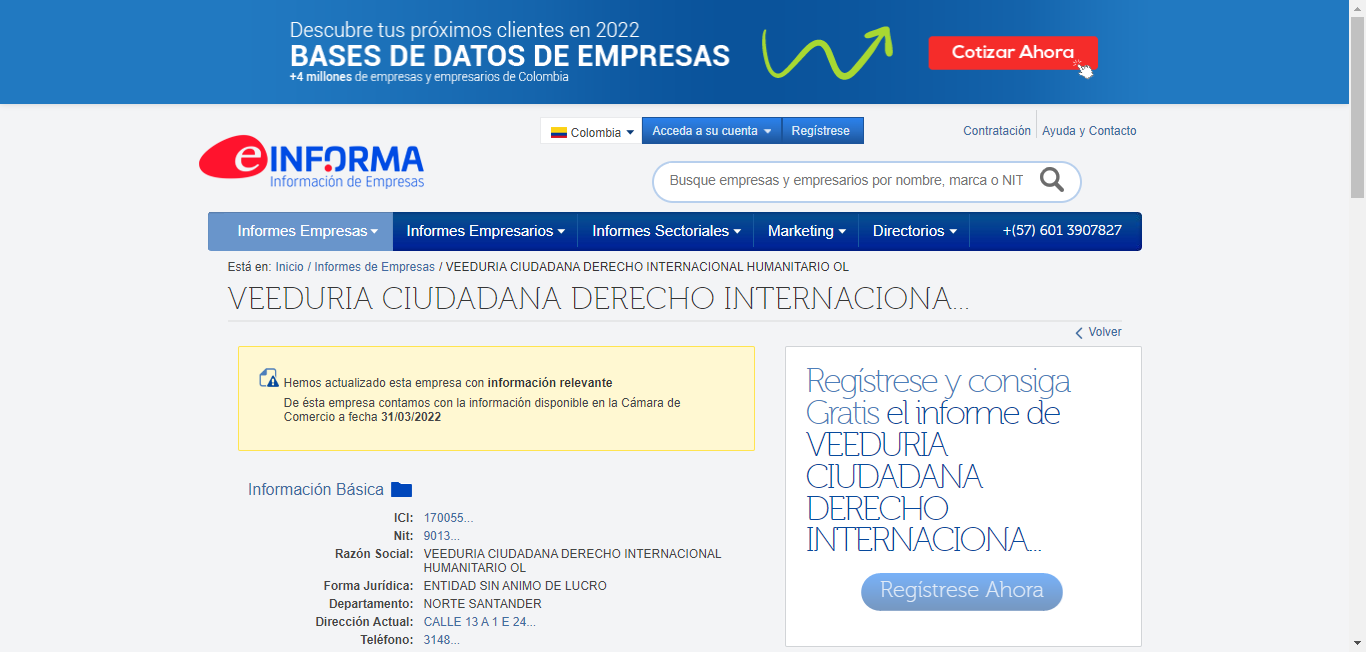 Descubre tus próximos clientes en 2022
BASES DE DATOS DE EMPRESAS
+4 millones de empresas y empresarios de Colombia
Cotizar Ahora
Colombia
Acceda a su cuenta
Regístrese
Contratación
Ayuda y Contacto
eINFORMA
Información de Empresas
Busque empresas y empresarios por nombre, marca o NIT
Informes Empresas
Informes Empresarios
Informes Sectoriales
Marketing
Directorios
+(57) 601 3907827
Está en: Inicio / Informes de Empresas / VEEDURIA CIUDADANA DERECHO INTERNACIONAL HUMANITARIO OL
VEEDURIA CIUDADANA DERECHO INTERNACIONA...
Volver
Hemos actualizado esta empresa con información relevante
De ésta empresa contamos con la información disponible en la Cámara de
Comercio a fecha 31/03/2022
Información Básica
ICI: 170055...
Nit: 9013...
Razón Social: VEEDURIA CIUDADANA DERECHO INTERNACIONAL
HUMANITARIO OL
Forma Jurídica: ENTIDAD SIN ANIMO DE LUCRO
Departamento: NORTE SANTANDER
Dirección Actual: CALLE 13 A 1 E 24...
Teléfono: 3148...
Regístrese y consiga
Gratis el informe de
VEEDURIA
CIUDADANA
DERECHO
INTERNACIONA...
Regístrese Ahora